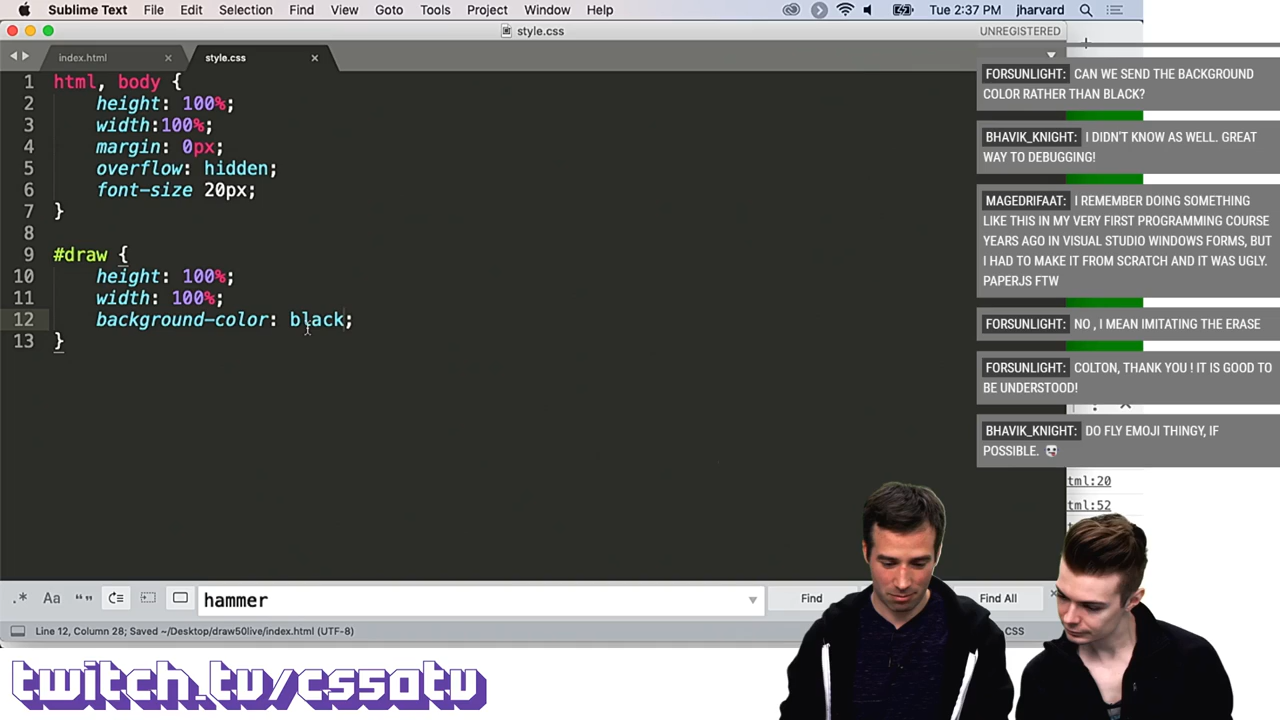 Sublime Text File Edit Selection Find View Goto Tools Project Window Help Tue 2:37 PM jharvard
style.css UNREGISTERED
index.html × style.css ×
1 html, body {
2 height: 100%;
3 width:100%;
4 margin: 0px;
5 overflow: hidden;
6 font-size 20px;
7 }
8
9 #draw {
10 height: 100%;
11 width: 100%;
12 background-color: black;
13 }
FORSUNLIGHT: CAN WE SEND THE BACKGROUND
COLOR RATHER THAN BLACK?
BHAVIK_KNIGHT: I DIDN'T KNOW AS WELL. GREAT
WAY TO DEBUGGING!
MAGEDRIFAAT: I REMEMBER DOING SOMETHING
LIKE THIS IN MY VERY FIRST PROGRAMMING COURSE
YEARS AGO IN VISUAL STUDIO WINDOWS FORMS, BUT
I HAD TO MAKE IT FROM SCRATCH AND IT WAS UGLY.
PAPERJS FTW
FORSUNLIGHT: NO , I MEAN IMITATING THE ERASE
FORSUNLIGHT: COLTON, THANK YOU ! IT IS GOOD TO
BE UNDERSTOOD!
BHAVIK_KNIGHT: DO FLY EMOJI THINGY, IF
POSSIBLE.
tml:20
tml:52
.* Aa “” hammer Find Find All
Line 12, Column 28; Saved ~/Desktop/draw50live/index.html (UTF-8) CSS
twitch.tv/cs50tv